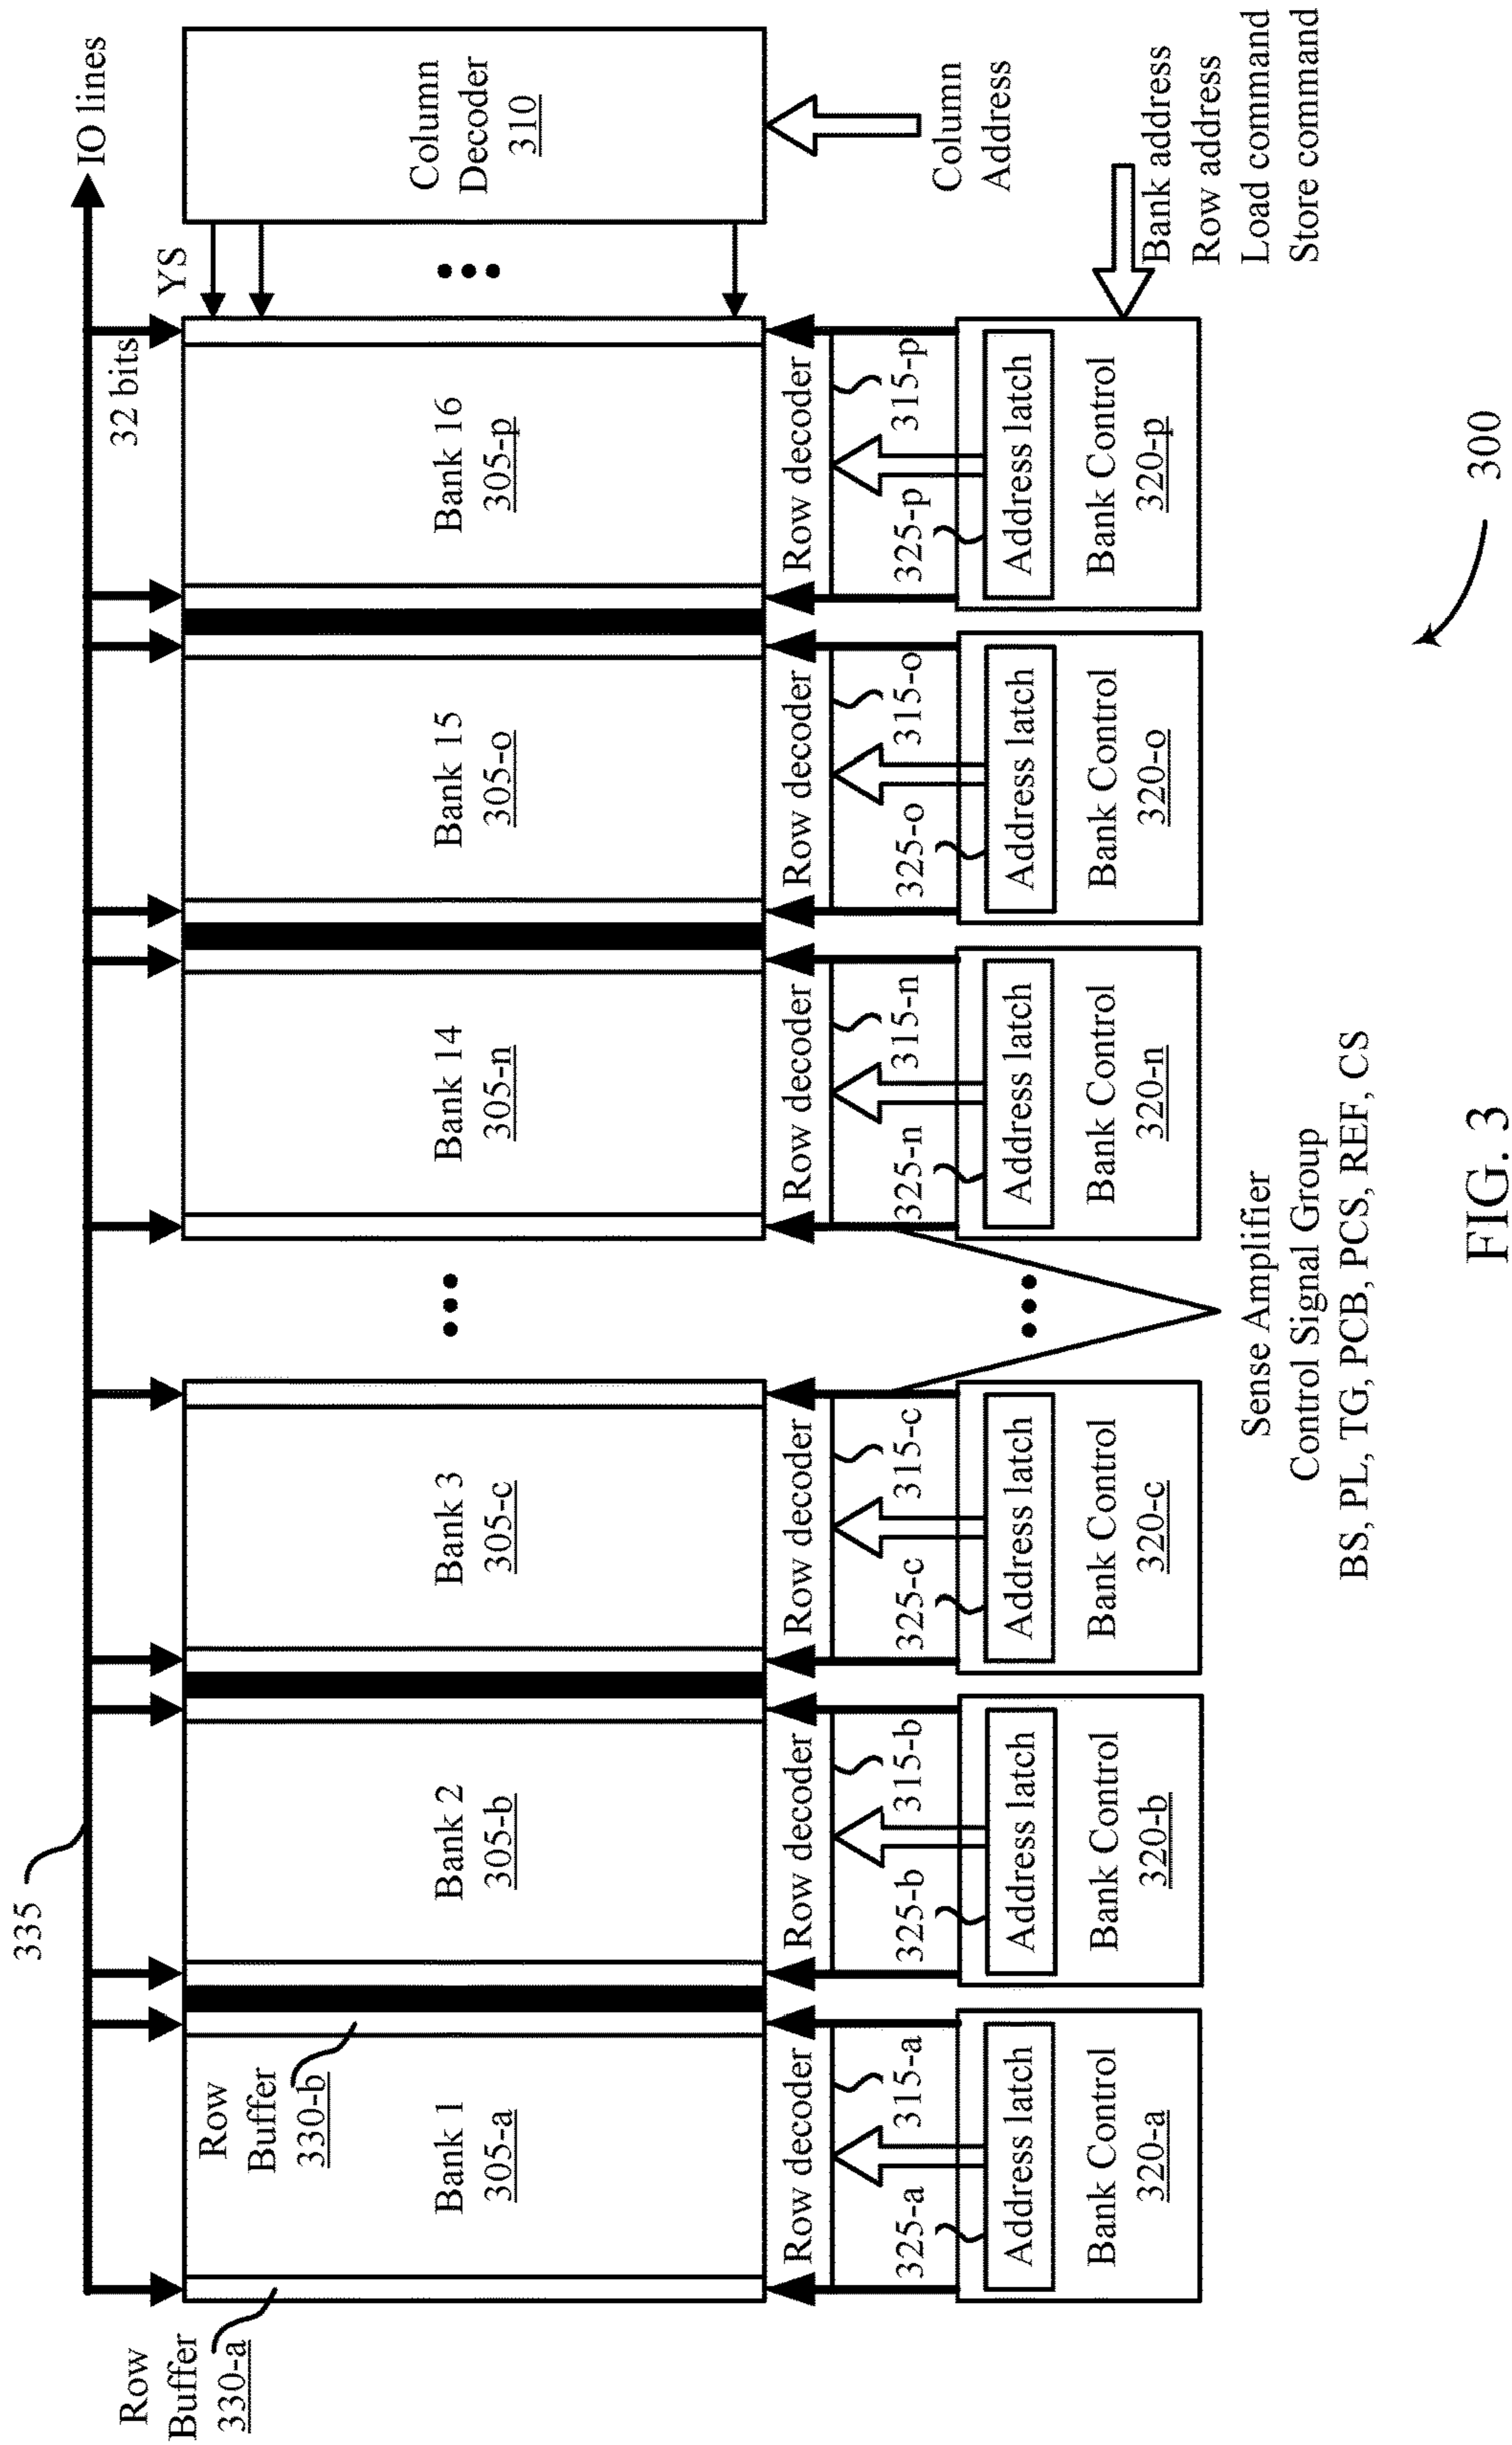 335
IO lines
32 bits
YS
Row
Buffer
330-a
Row
Buffer
330-b
Bank 1
305-a
Bank 2
305-b
Bank 3
305-c
Bank 14
305-n
Bank 15
305-o
Bank 16
305-p
Column
Decoder
310
Column
Address
Row decoder
Row decoder
Row decoder
Row decoder
Row decoder
Row decoder
325-a
315-a
325-b
315-b
325-c
315-c
325-n
315-n
325-o
315-o
325-p
315-p
Address latch
Bank Control
320-a
Address latch
Bank Control
320-b
Address latch
Bank Control
320-c
Address latch
Bank Control
320-n
Address latch
Bank Control
320-o
Address latch
Bank Control
320-p
Bank address
Row address
Load command
Store command
Sense Amplifier
Control Signal Group
BS, PL, TG, PCB, PCS, REF, CS
300
FIG. 3